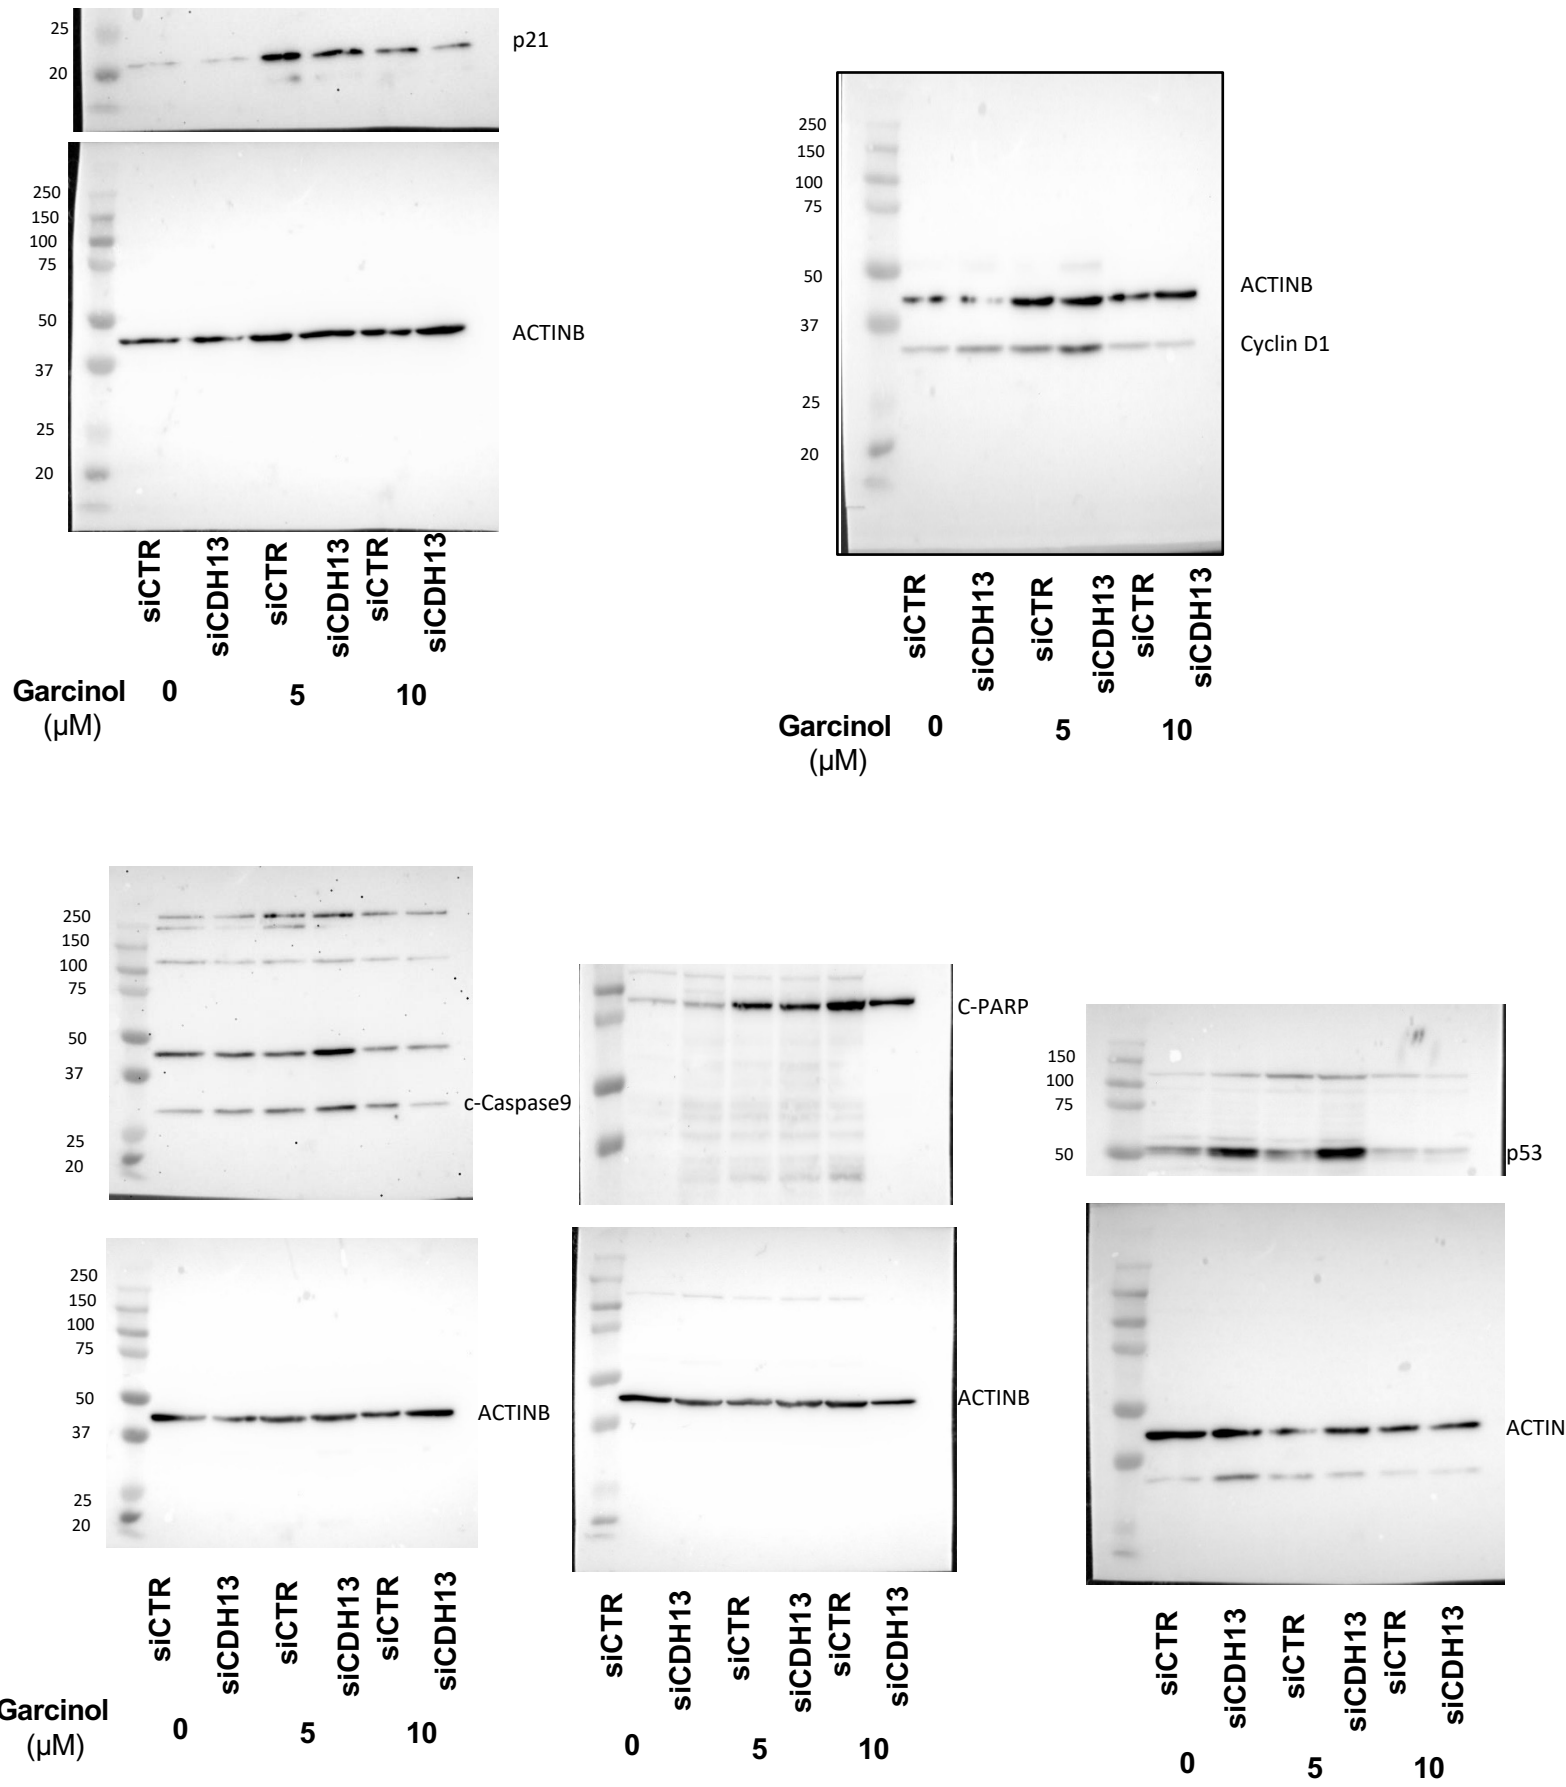 25
20
p21
250
150
100
75
50
37
25
20
ACTINB
siCTR
siCDH13
siCTR
siCDH13
siCTR
siCDH13
Garcinol 0 5 10
(µM)
250
150
100
75
50
37
25
20
ACTINB
Cyclin D1
siCTR
siCDH13
siCTR
siCDH13
siCTR
siCDH13
Garcinol 0 5 10
(µM)
250
150
100
75
50
37
25
20
c-Caspase9
250
150
100
75
50
37
25
20
ACTINB
siCTR
siCDH13
siCTR
siCDH13
siCTR
siCDH13
Garcinol 0 5 10
(µM)
C-PARP
ACTINB
siCTR
siCDH13
siCTR
siCDH13
siCTR
siCDH13
0 5 10
150
100
75
50
p53
ACTIN
siCTR
siCDH13
siCTR
siCDH13
siCTR
siCDH13
0 5 10